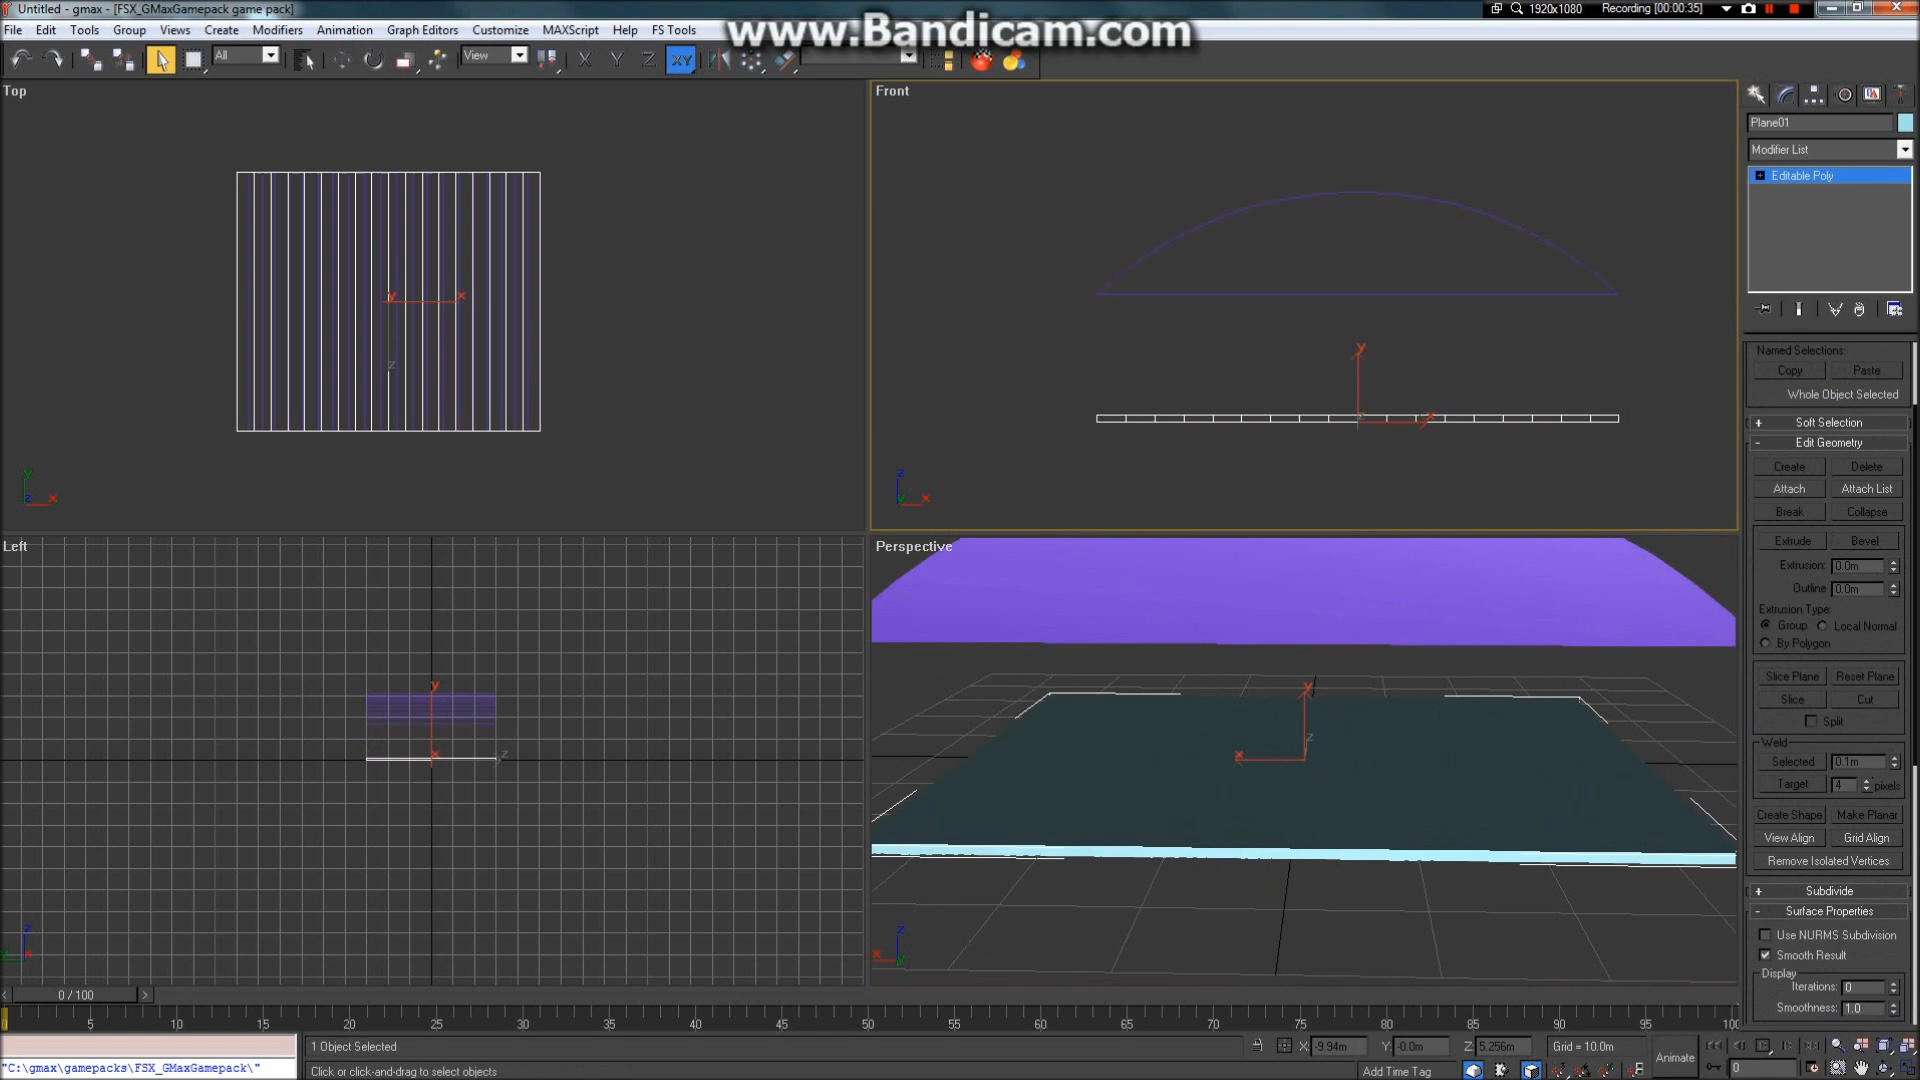 Untitled - gmax - [FSX_GMaxGamepack game pack]
1920x1080
Recording [00:00:35]
www.Bandicam.com
File Edit Tools Group Views Create Modifiers Animation Graph Editors Customize MAXScript Help FS Tools
All
View
X Y Z XY
Top
Front
Plane01
Modifier List
Editable Poly
Named Selections:
Copy Paste
Whole Object Selected
+ Soft Selection
- Edit Geometry
Create Delete
Attach Attach List
Break Collapse
Extrude Bevel
Extrusion: 0.0m
Outline 0.0m
Extrusion Type:
Group Local Normal
By Polygon
Slice Plane Reset Plane
Slice Cut
Split
Weld
Selected 0.1m
Target 4 pixels
Create Shape Make Planar
View Align Grid Align
Remove Isolated Vertices
+ Subdivide
- Surface Properties
Use NURMS Subdivision
Smooth Result
Display
Iterations: 0
Smoothness: 1.0
Left
Perspective
0 / 100
5 10 15 20 25 30 35 40 45 50 55 60 65 70 75 80 85 90 95 100
1 Object Selected
X: -9.94m Y: -0.0m Z: 5.256m Grid = 10.0m
Animate
"C:\gmax\gamepacks\FSX_GMaxGamepack\"
Click or click-and-drag to select objects
Add Time Tag
0